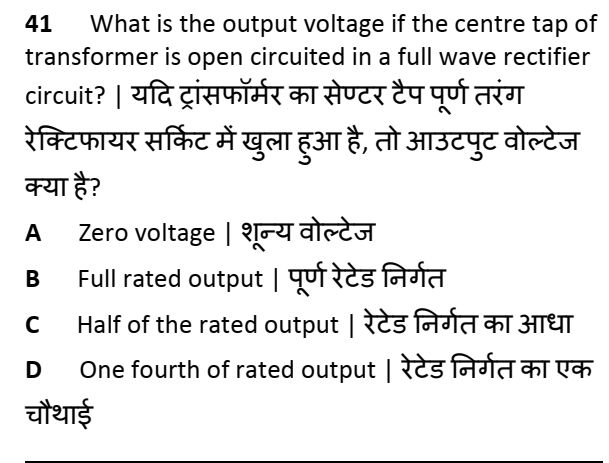 41 What is the output voltage if the centre tap of
transformer is open circuited in a full wave rectifier
circuit? | यदि ट्रांसफॉर्मर का सेण्टर टैप पूर्ण तरंग
रेक्टिफायर सर्किट में खुला हुआ है, तो आउटपुट वोल्टेज
क्या है?
A Zero voltage | शून्य वोल्टेज
B Full rated output | पूर्ण रेटेड निर्गत
C Half of the rated output | रेटेड निर्गत का आधा
D One fourth of rated output | रेटेड निर्गत का एक
चौथाई